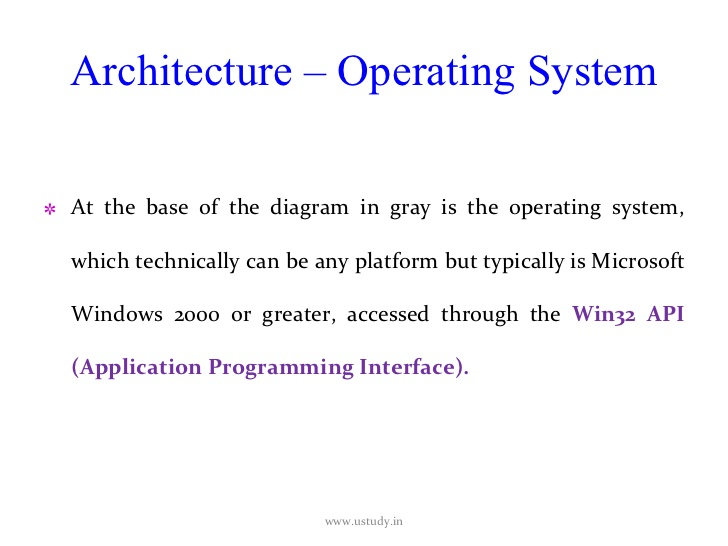 Architecture – Operating System
* At the base of the diagram in gray is the operating system,
which technically can be any platform but typically is Microsoft
Windows 2000 or greater, accessed through the Win32 API
(Application Programming Interface).
www.ustudy.in